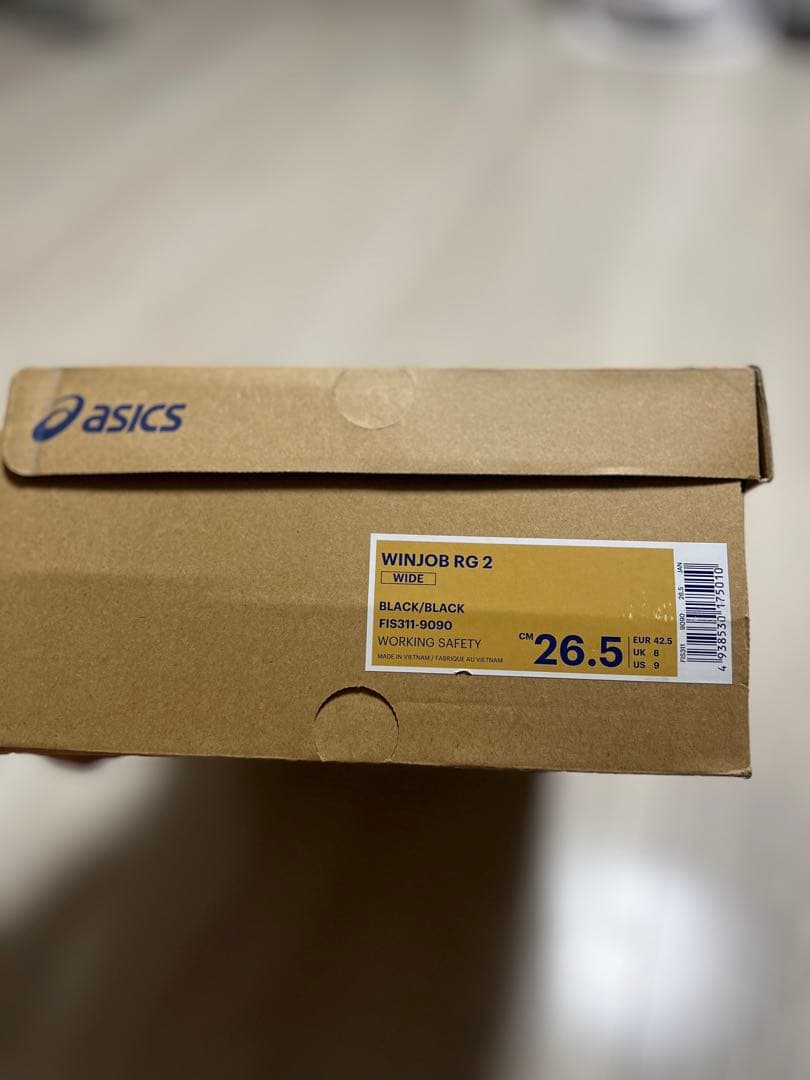 asics
WINJOB RG 2
WIDE
BLACK/BLACK
FIS311-9090
WORKING SAFETY
MADE IN VIETNAM / FABRIQUE AU VIETNAM
CM 26.5
EUR 42.5
UK 8
US 9
FIS311 9090 26.5 JAN
4 938530 175010